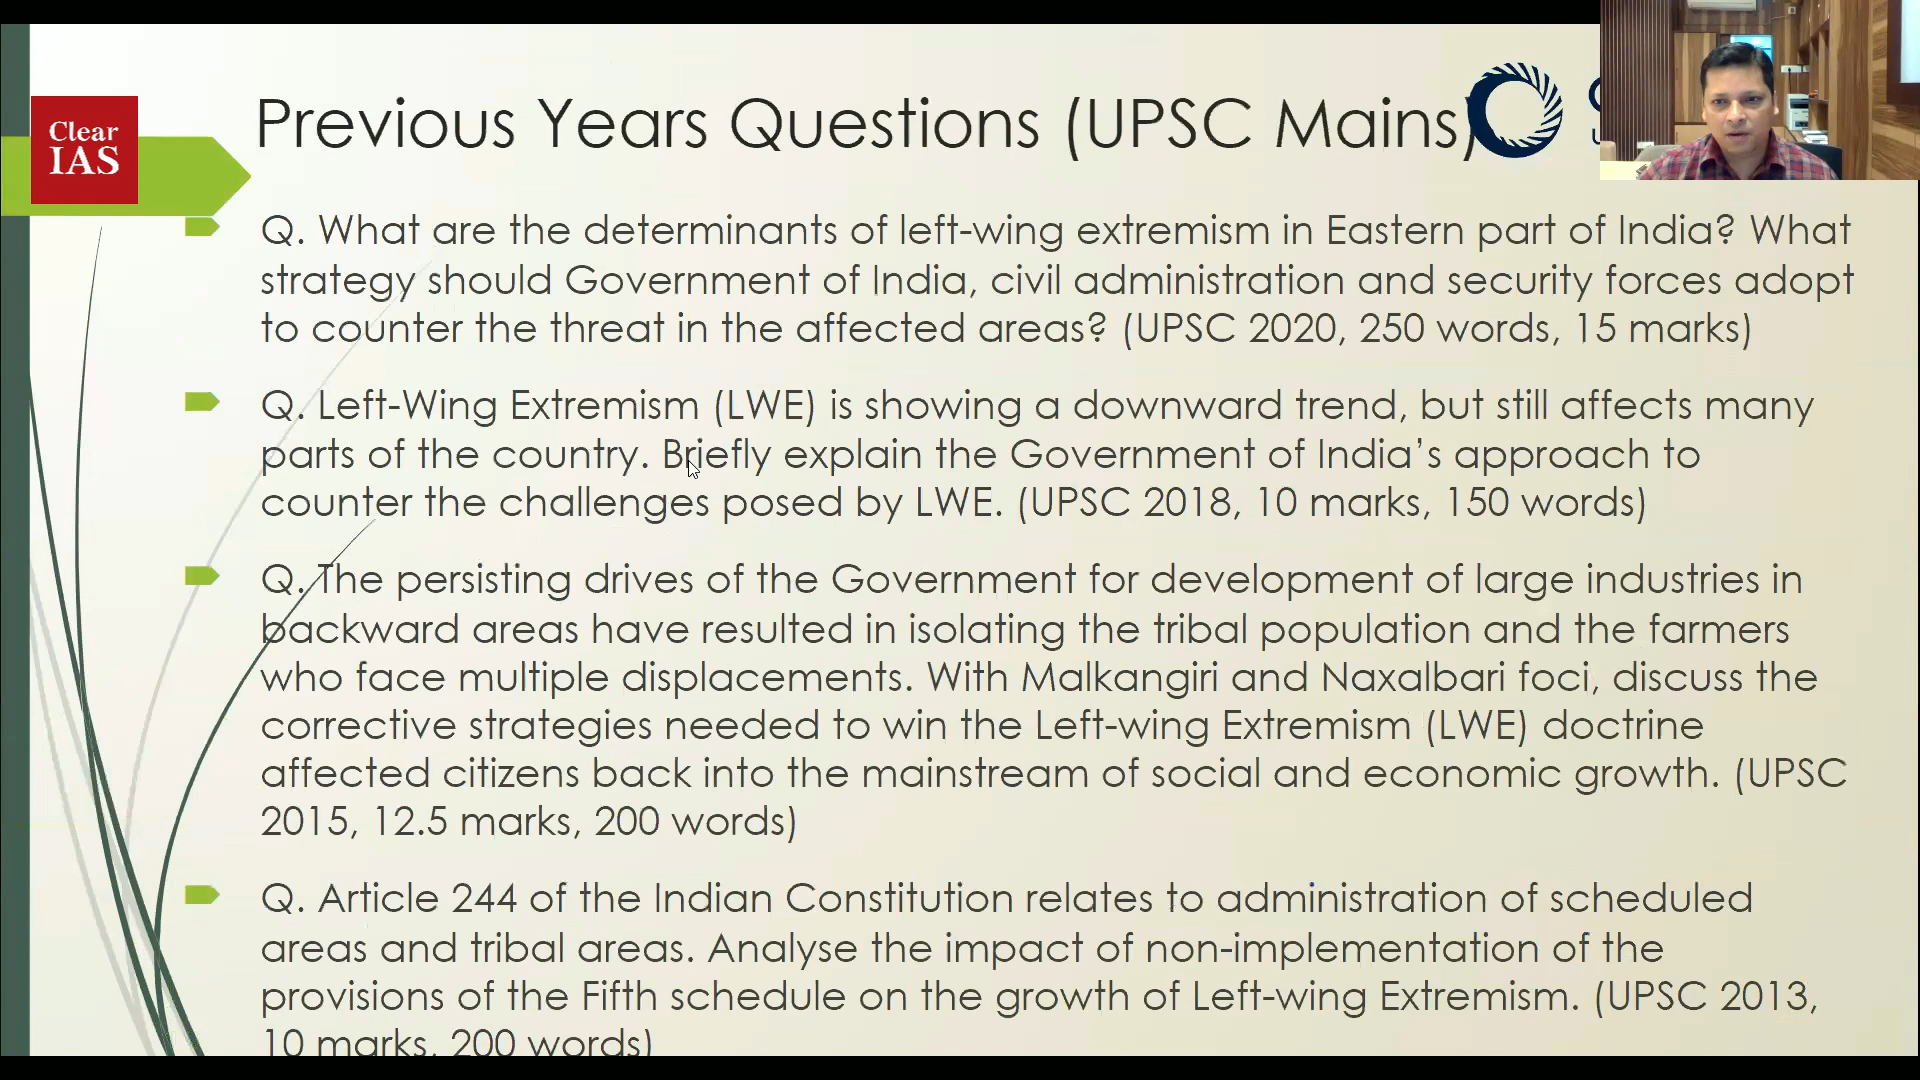 Clear
IAS
Previous Years Questions (UPSC Mains)
Q. What are the determinants of left-wing extremism in Eastern part of India? What
strategy should Government of India, civil administration and security forces adopt
to counter the threat in the affected areas? (UPSC 2020, 250 words, 15 marks)
Q. Left-Wing Extremism (LWE) is showing a downward trend, but still affects many
parts of the country. Briefly explain the Government of India’s approach to
counter the challenges posed by LWE. (UPSC 2018, 10 marks, 150 words)
Q. The persisting drives of the Government for development of large industries in
backward areas have resulted in isolating the tribal population and the farmers
who face multiple displacements. With Malkangiri and Naxalbari foci, discuss the
corrective strategies needed to win the Left-wing Extremism (LWE) doctrine
affected citizens back into the mainstream of social and economic growth. (UPSC
2015, 12.5 marks, 200 words)
Q. Article 244 of the Indian Constitution relates to administration of scheduled
areas and tribal areas. Analyse the impact of non-implementation of the
provisions of the Fifth schedule on the growth of Left-wing Extremism. (UPSC 2013,
10 marks, 200 words)